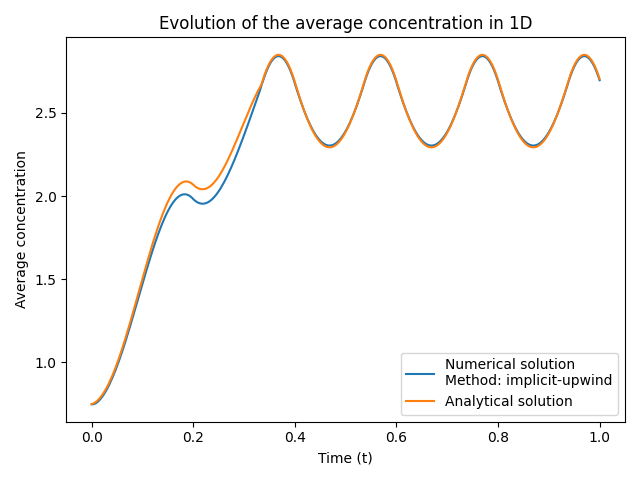 Evolution of the average concentration in 1D
Average concentration
2.5
2.0
1.5
1.0
0.0 0.2 0.4 0.6 0.8 1.0
Time (t)
Numerical solution
Method: implicit-upwind
Analytical solution